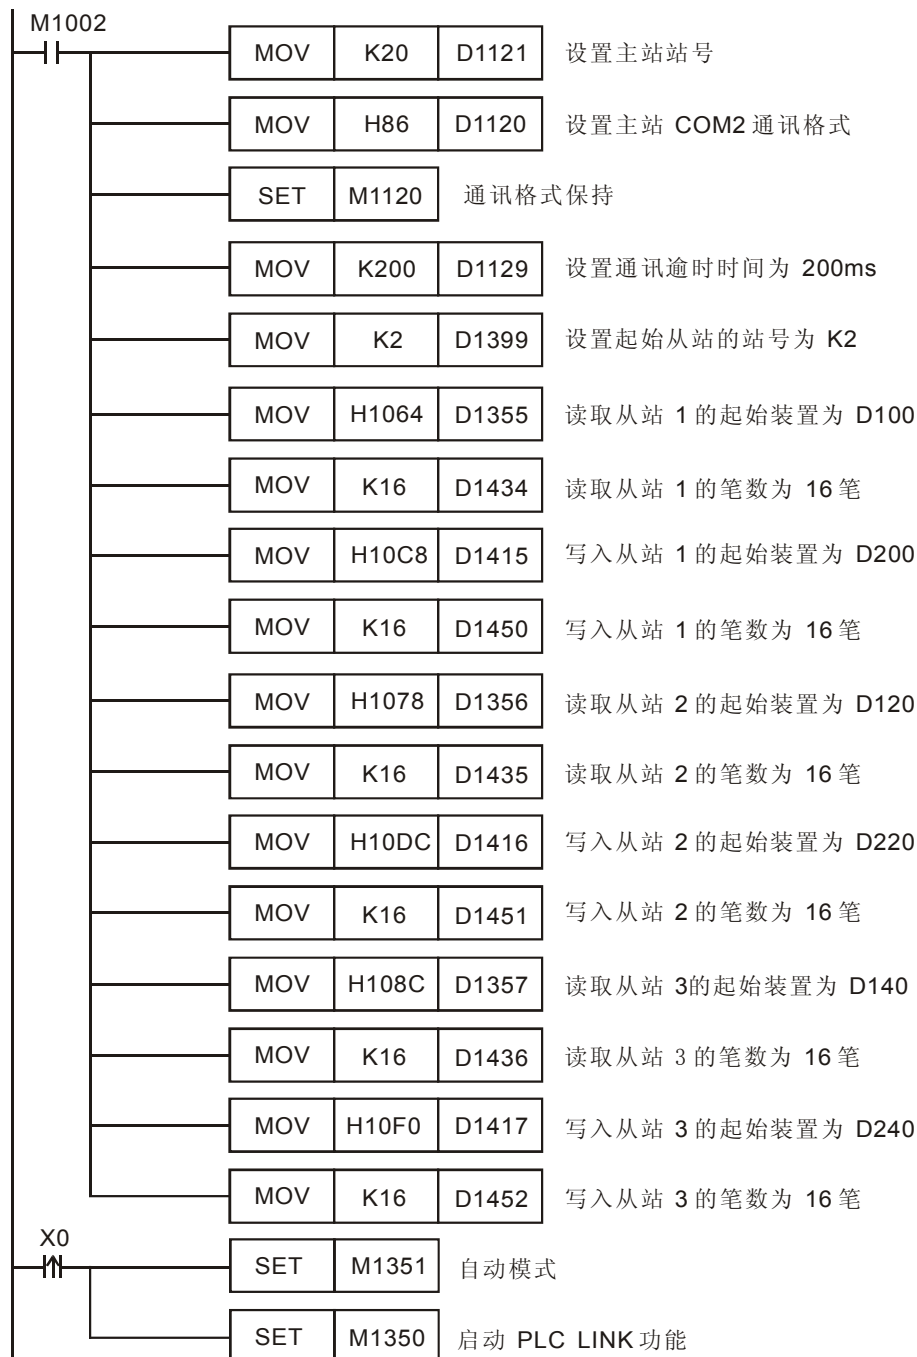 M1002
MOV K20 D1121 设置主站站号
MOV H86 D1120 设置主站 COM2 通讯格式
SET M1120 通讯格式保持
MOV K200 D1129 设置通讯逾时时间为 200ms
MOV K2 D1399 设置起始从站的站号为 K2
MOV H1064 D1355 读取从站 1 的起始装置为 D100
MOV K16 D1434 读取从站 1 的笔数为 16 笔
MOV H10C8 D1415 写入从站 1 的起始装置为 D200
MOV K16 D1450 写入从站 1 的笔数为 16 笔
MOV H1078 D1356 读取从站 2 的起始装置为 D120
MOV K16 D1435 读取从站 2 的笔数为 16 笔
MOV H10DC D1416 写入从站 2 的起始装置为 D220
MOV K16 D1451 写入从站 2 的笔数为 16 笔
MOV H108C D1357 读取从站 3的起始装置为 D140
MOV K16 D1436 读取从站 3 的笔数为 16 笔
MOV H10F0 D1417 写入从站 3 的起始装置为 D240
MOV K16 D1452 写入从站 3 的笔数为 16 笔
X0
SET M1351 自动模式
SET M1350 启动 PLC LINK 功能